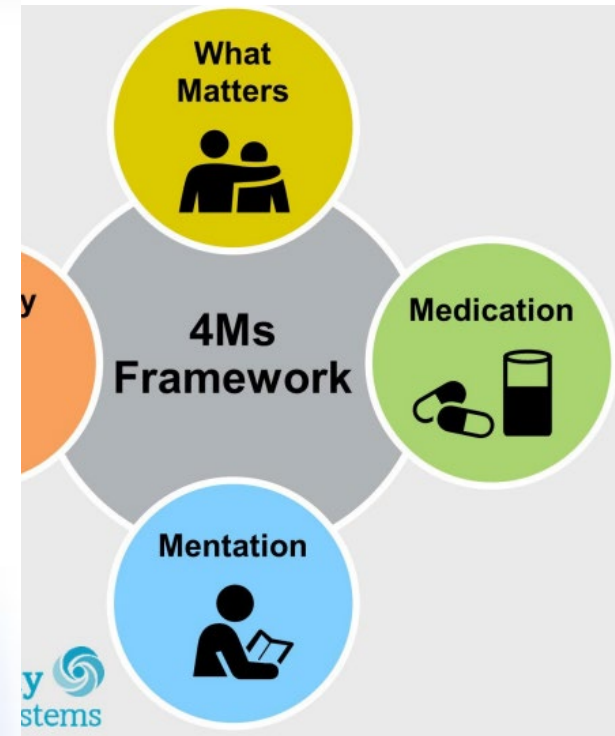 What
Matters
y
4Ms
Framework
Medication
Mentation
y
stems